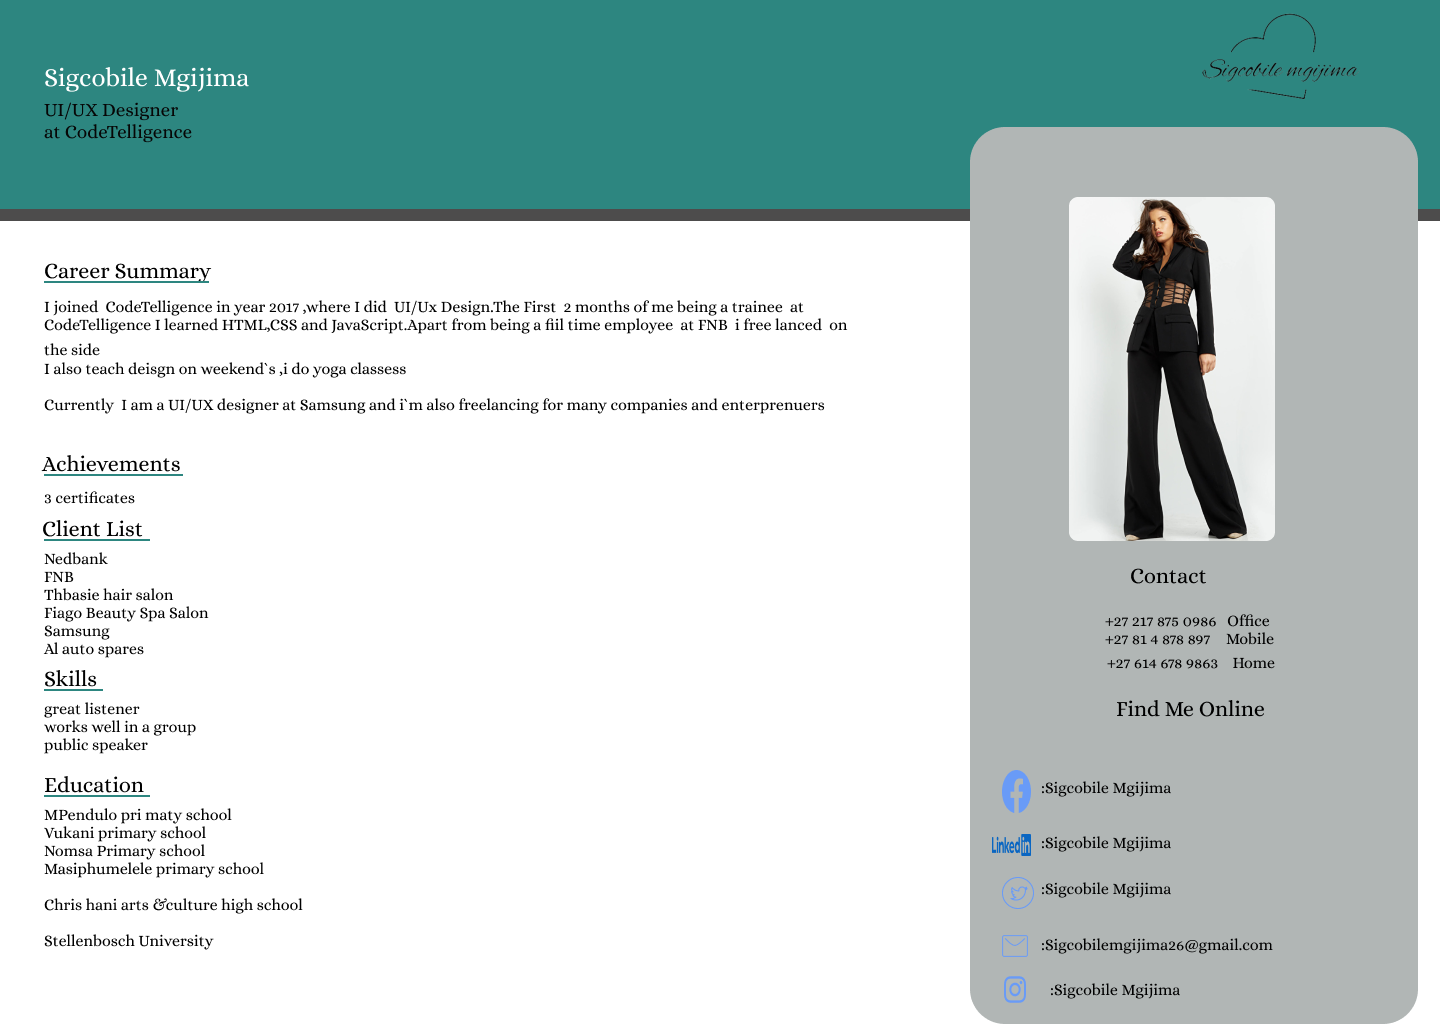 Sigcobile Mgijima
UI/UX Designer
at CodeTelligence
Sigcobile mgijima
Career Summary
I joined CodeTelligence in year 2017 ,where I did UI/Ux Design.The First 2 months of me being a trainee at
CodeTelligence I learned HTML,CSS and JavaScript.Apart from being a fiil time employee at FNB i free lanced on
the side
I also teach deisgn on weekend`s ,i do yoga classess
Currently I am a UI/UX designer at Samsung and i`m also freelancing for many companies and enterprenuers
Achievements
3 certificates
Client List
Nedbank
FNB
Thbasie hair salon
Fiago Beauty Spa Salon
Samsung
Al auto spares
Skills
great listener
works well in a group
public speaker
Education
MPendulo pri maty school
Vukani primary school
Nomsa Primary school
Masiphumelele primary school
Chris hani arts &culture high school
Stellenbosch University
Contact
+27 217 875 0986 Office
+27 81 4 878 897 Mobile
+27 614 678 9863 Home
Find Me Online
:Sigcobile Mgijima
Linkedin :Sigcobile Mgijima
:Sigcobile Mgijima
:Sigcobilemgijima26@gmail.com
:Sigcobile Mgijima